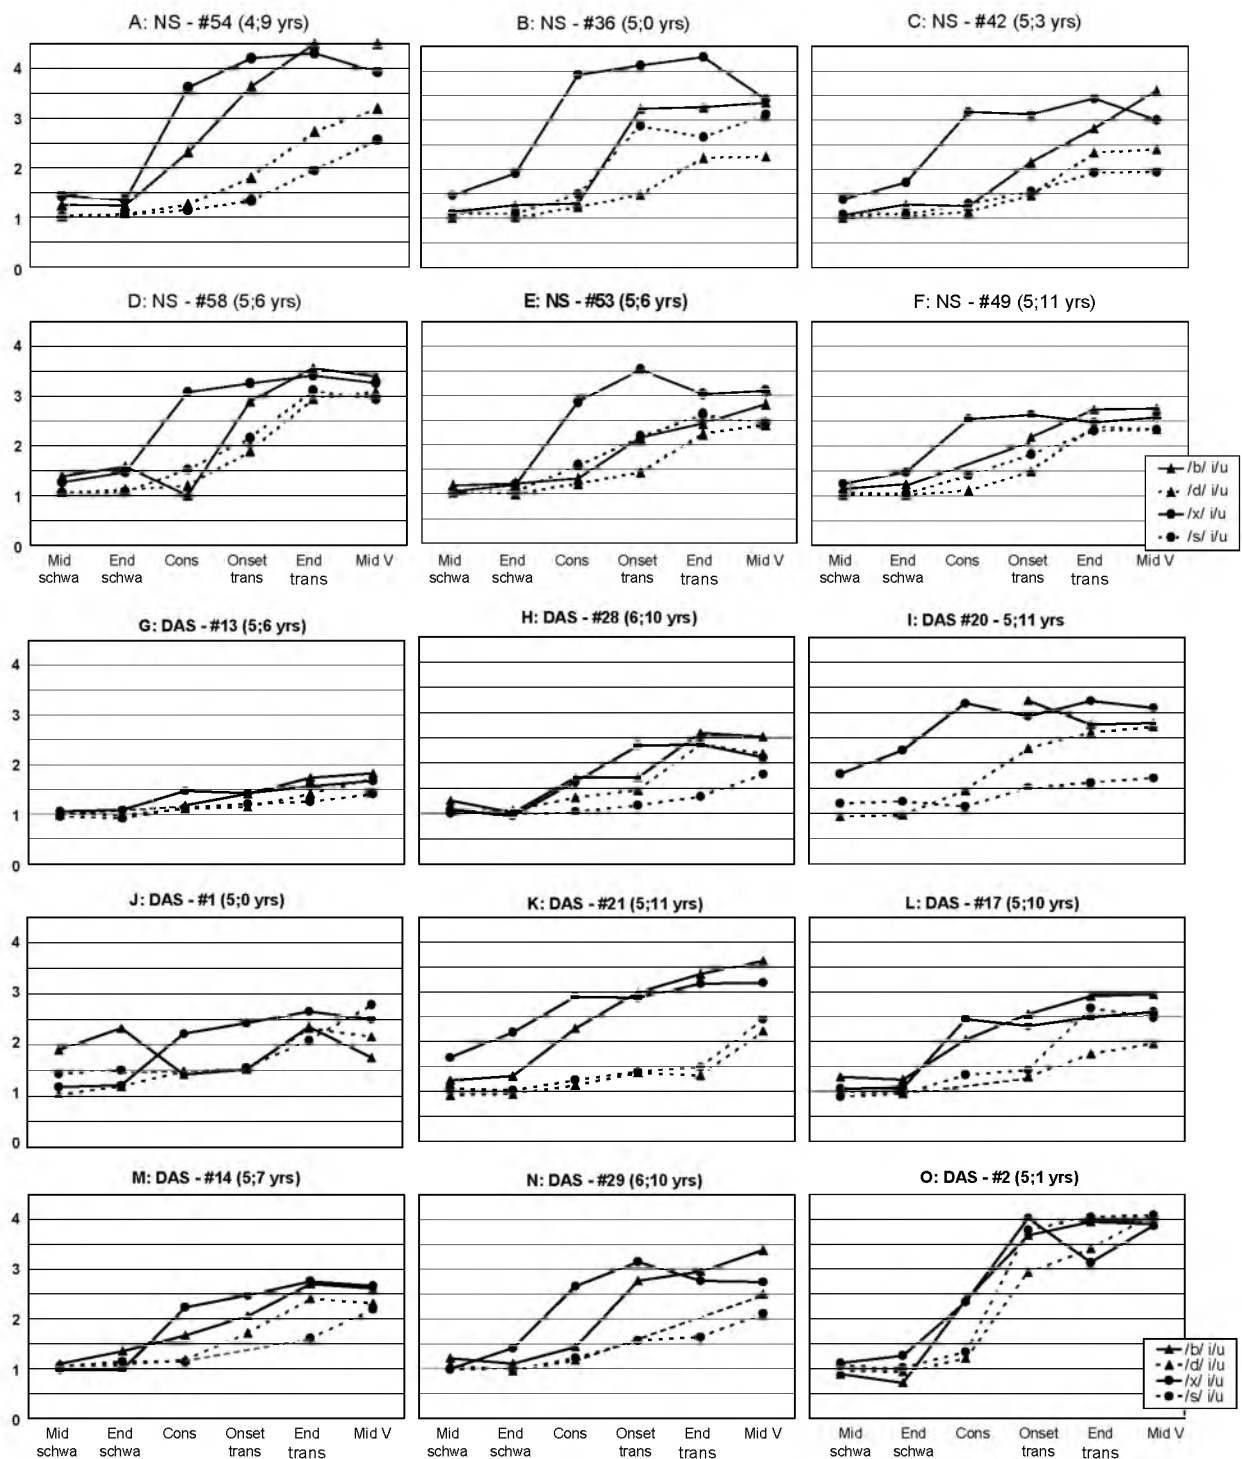 A: NS - #54 (4;9 yrs)
B: NS - #36 (5;0 yrs)
C: NS - #42 (5;3 yrs)
4
3
2
1
0
D: NS - #58 (5;6 yrs)
E: NS - #53 (5;6 yrs)
F: NS - #49 (5;11 yrs)
4
3
2
1
0
/b/ i/u
/d/ i/u
/x/ i/u
/s/ i/u
Mid schwa End schwa Cons Onset trans End trans Mid V
Mid schwa End schwa Cons Onset trans End trans Mid V
Mid schwa End schwa Cons Onset trans End trans Mid V
G: DAS - #13 (5;6 yrs)
H: DAS - #28 (6;10 yrs)
I: DAS #20 - 5;11 yrs
4
3
2
1
0
J: DAS - #1 (5;0 yrs)
K: DAS - #21 (5;11 yrs)
L: DAS - #17 (5;10 yrs)
4
3
2
1
0
M: DAS - #14 (5;7 yrs)
N: DAS - #29 (6;10 yrs)
O: DAS - #2 (5;1 yrs)
4
3
2
1
0
/b/ i/u
/d/ i/u
/x/ i/u
/s/ i/u
Mid schwa End schwa Cons Onset trans End trans Mid V
Mid schwa End schwa Cons Onset trans End trans Mid V
Mid schwa End schwa Cons Onset trans End trans Mid V